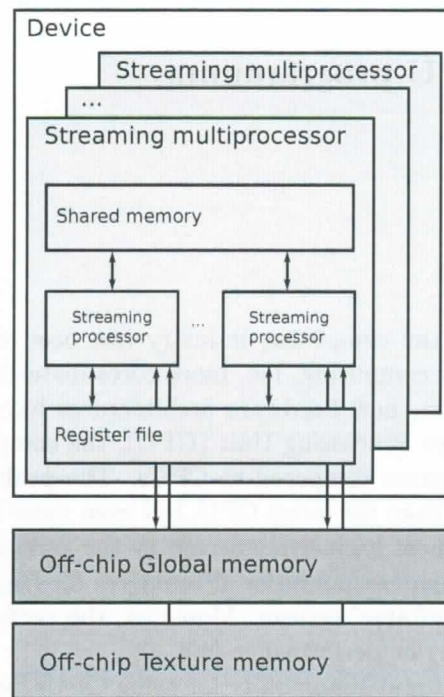 Device
Streaming multiprocessor
...
Streaming multiprocessor
Shared memory
Streaming
processor
...
Streaming
processor
Register file
Off-chip Global memory
Off-chip Texture memory